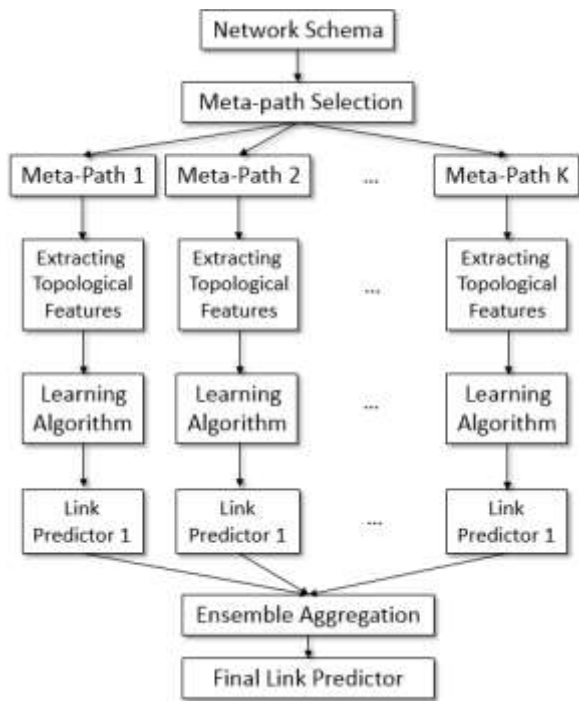 Network Schema
Meta-path Selection
Meta-Path 1
Meta-Path 2
...
Meta-Path K
Extracting
Topological
Features
Extracting
Topological
Features
...
Extracting
Topological
Features
Learning
Algorithm
Learning
Algorithm
...
Learning
Algorithm
Link
Predictor 1
Link
Predictor 1
...
Link
Predictor 1
Ensemble Aggregation
Final Link Predictor